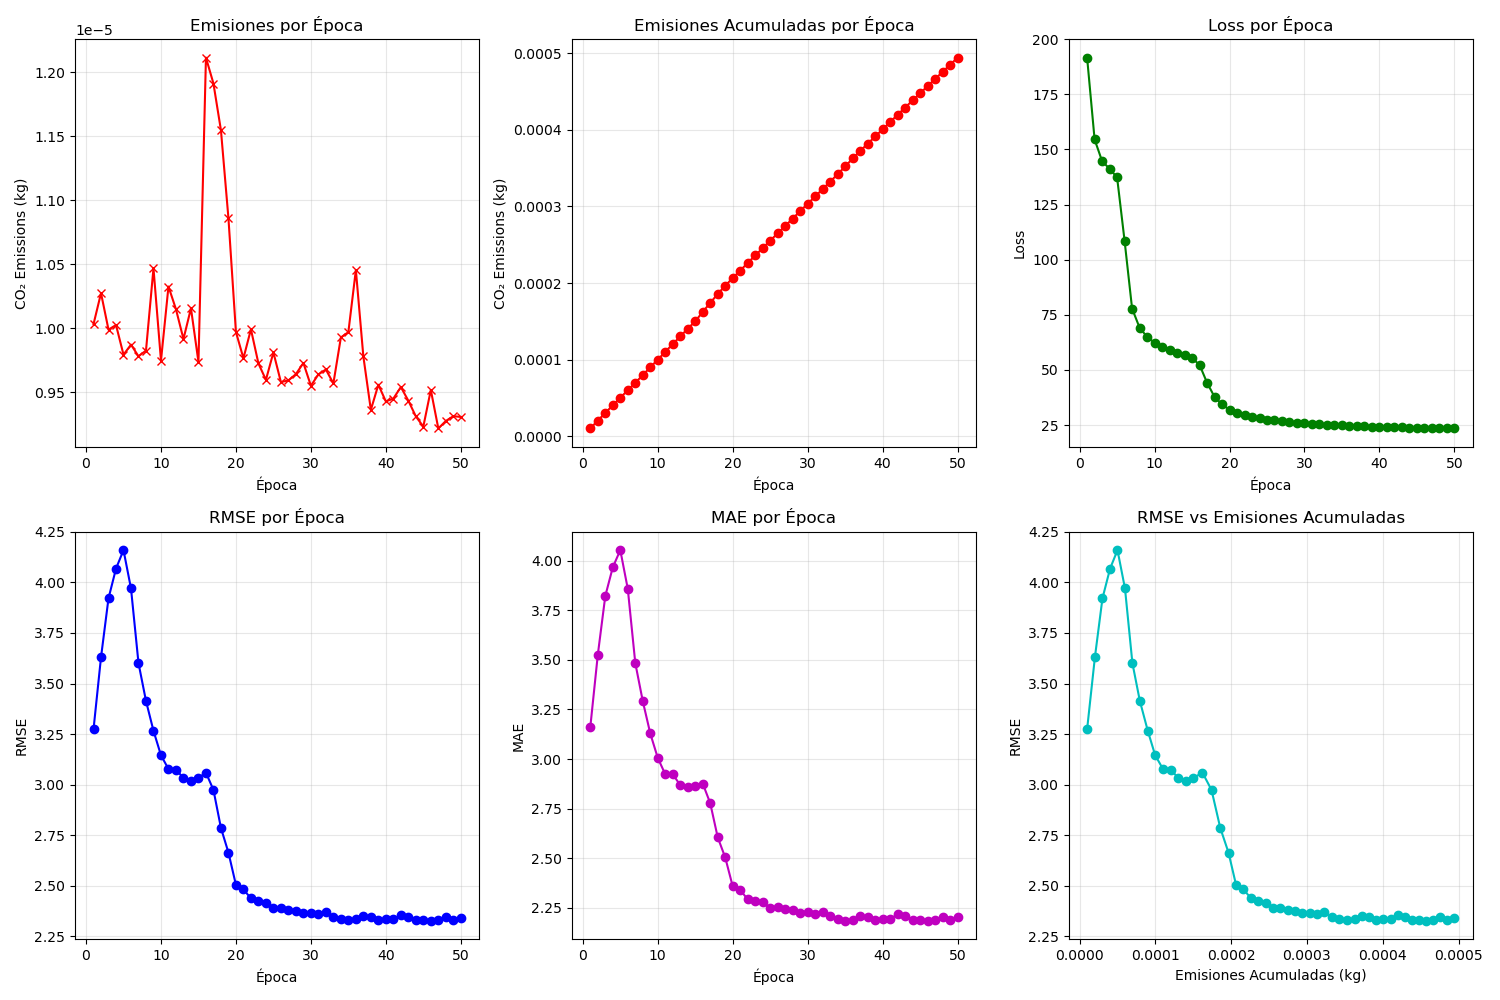 Emisiones por Época
1e−5
1.20
1.15
1.10
1.05
1.00
0.95
CO₂ Emissions (kg)
0 10 20 30 40 50
Época
Emisiones Acumuladas por Época
0.0005
0.0004
0.0003
0.0002
0.0001
0.0000
CO₂ Emissions (kg)
0 10 20 30 40 50
Época
Loss por Época
200
175
150
125
100
75
50
25
Loss
0 10 20 30 40 50
Época
RMSE por Época
4.25
4.00
3.75
3.50
3.25
3.00
2.75
2.50
2.25
RMSE
0 10 20 30 40 50
Época
MAE por Época
4.00
3.75
3.50
3.25
3.00
2.75
2.50
2.25
MAE
0 10 20 30 40 50
Época
RMSE vs Emisiones Acumuladas
4.25
4.00
3.75
3.50
3.25
3.00
2.75
2.50
2.25
RMSE
0.0000 0.0001 0.0002 0.0003 0.0004 0.0005
Emisiones Acumuladas (kg)